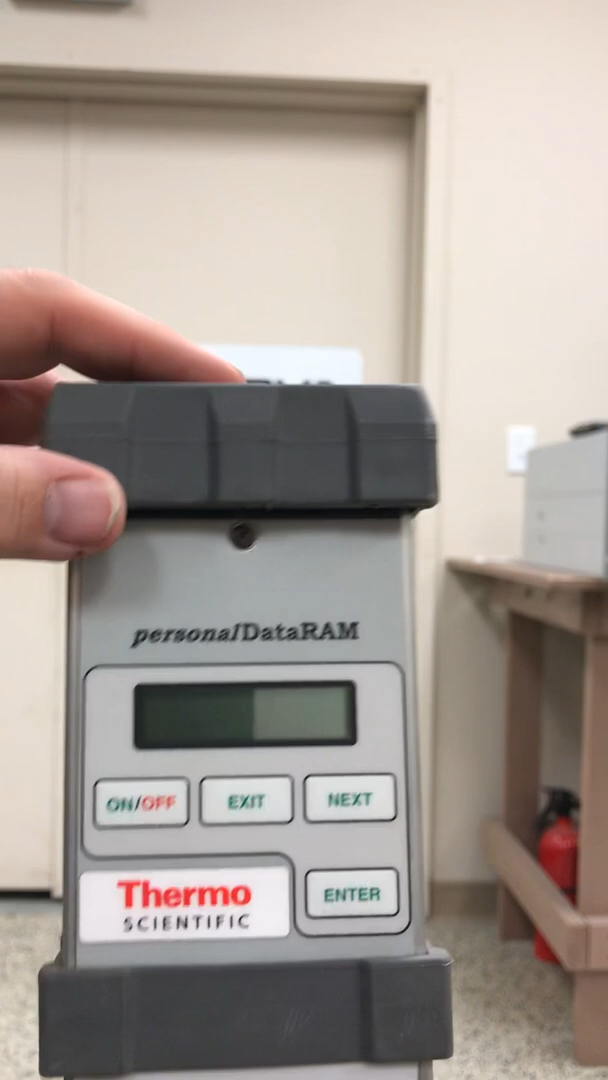 personalDataRAM
ON/OFF
EXIT
NEXT
ENTER
Thermo
SCIENTIFIC